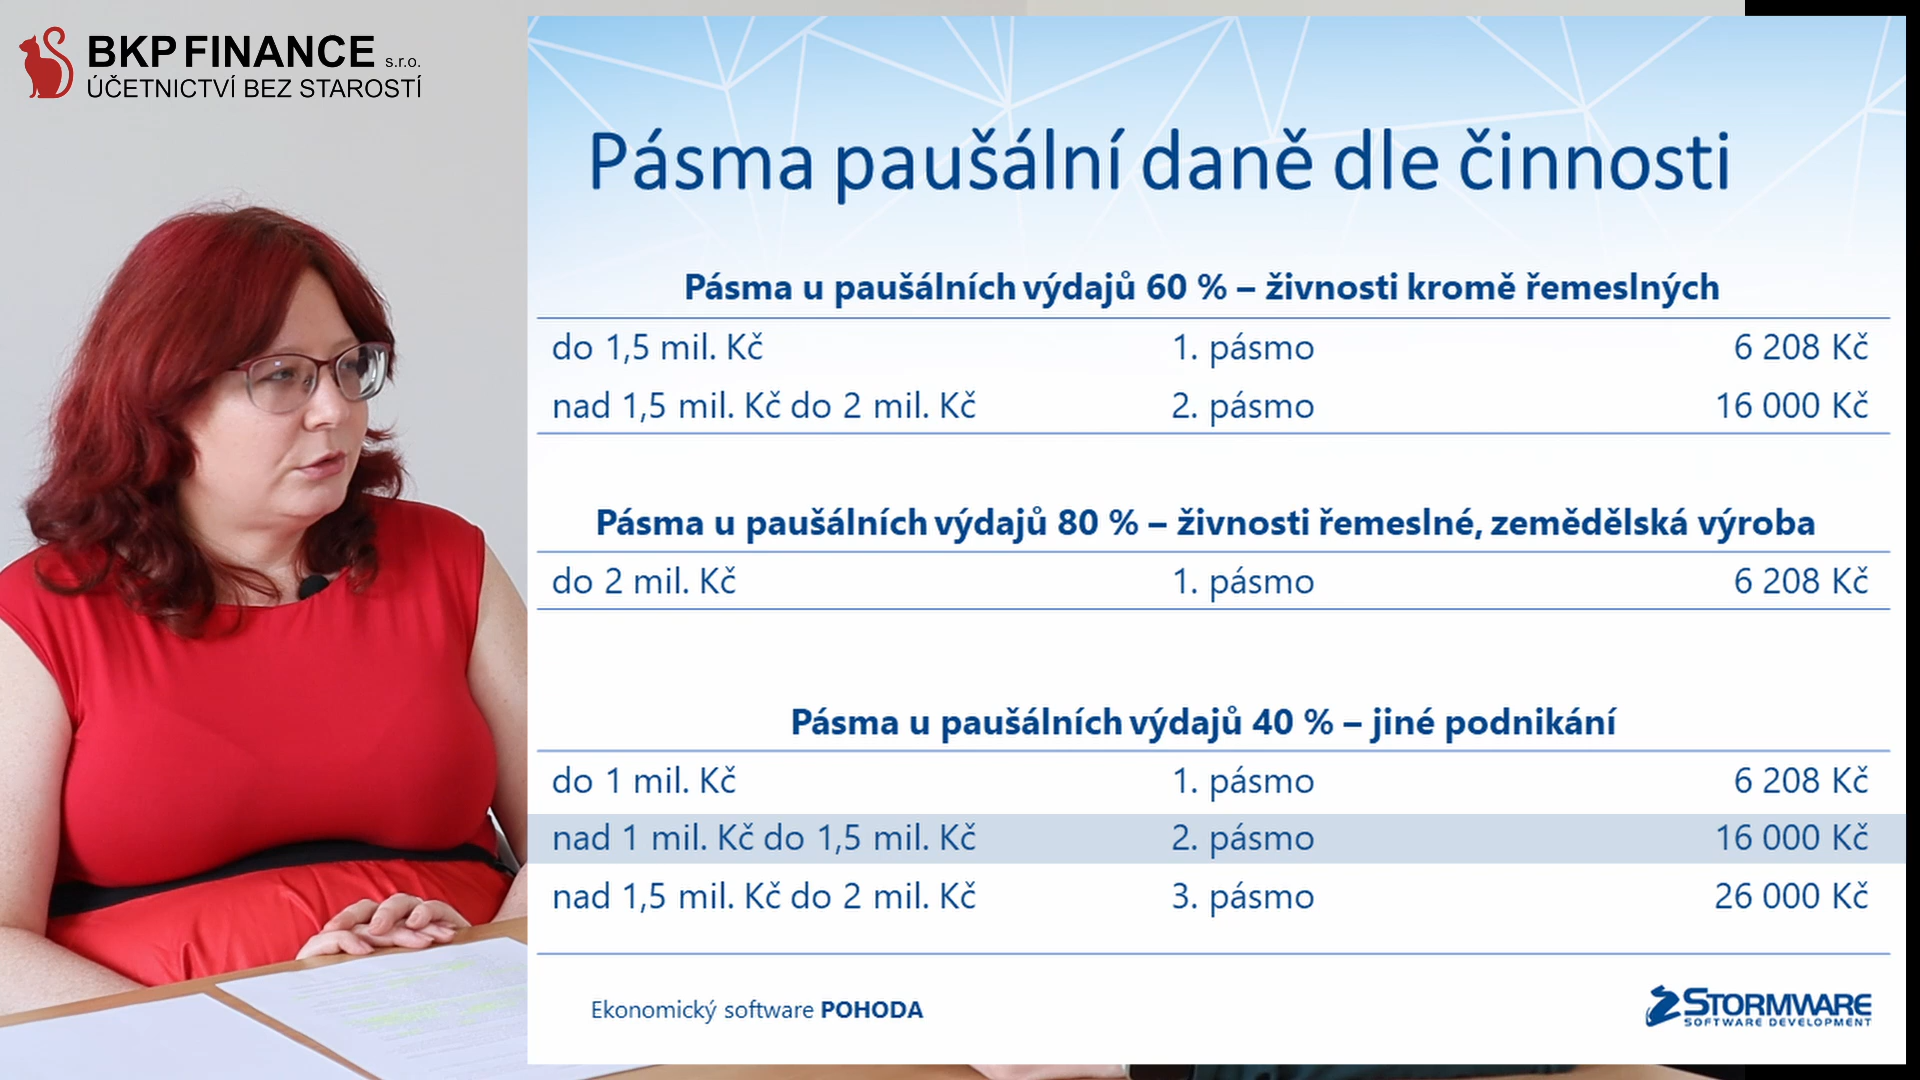 BKP FINANCE s.r.o.
ÚČETNICTVÍ BEZ STAROSTÍ
Pásma paušální daně dle činnosti
Pásma u paušálních výdajů 60 % – živnosti kromě řemeslných
do 1,5 mil. Kč 1. pásmo 6 208 Kč
nad 1,5 mil. Kč do 2 mil. Kč 2. pásmo 16 000 Kč
Pásma u paušálních výdajů 80 % – živnosti řemeslné, zemědělská výroba
do 2 mil. Kč 1. pásmo 6 208 Kč
Pásma u paušálních výdajů 40 % – jiné podnikání
do 1 mil. Kč 1. pásmo 6 208 Kč
nad 1 mil. Kč do 1,5 mil. Kč 2. pásmo 16 000 Kč
nad 1,5 mil. Kč do 2 mil. Kč 3. pásmo 26 000 Kč
Ekonomický software POHODA
STORMWARE
SOFTWARE DEVELOPMENT